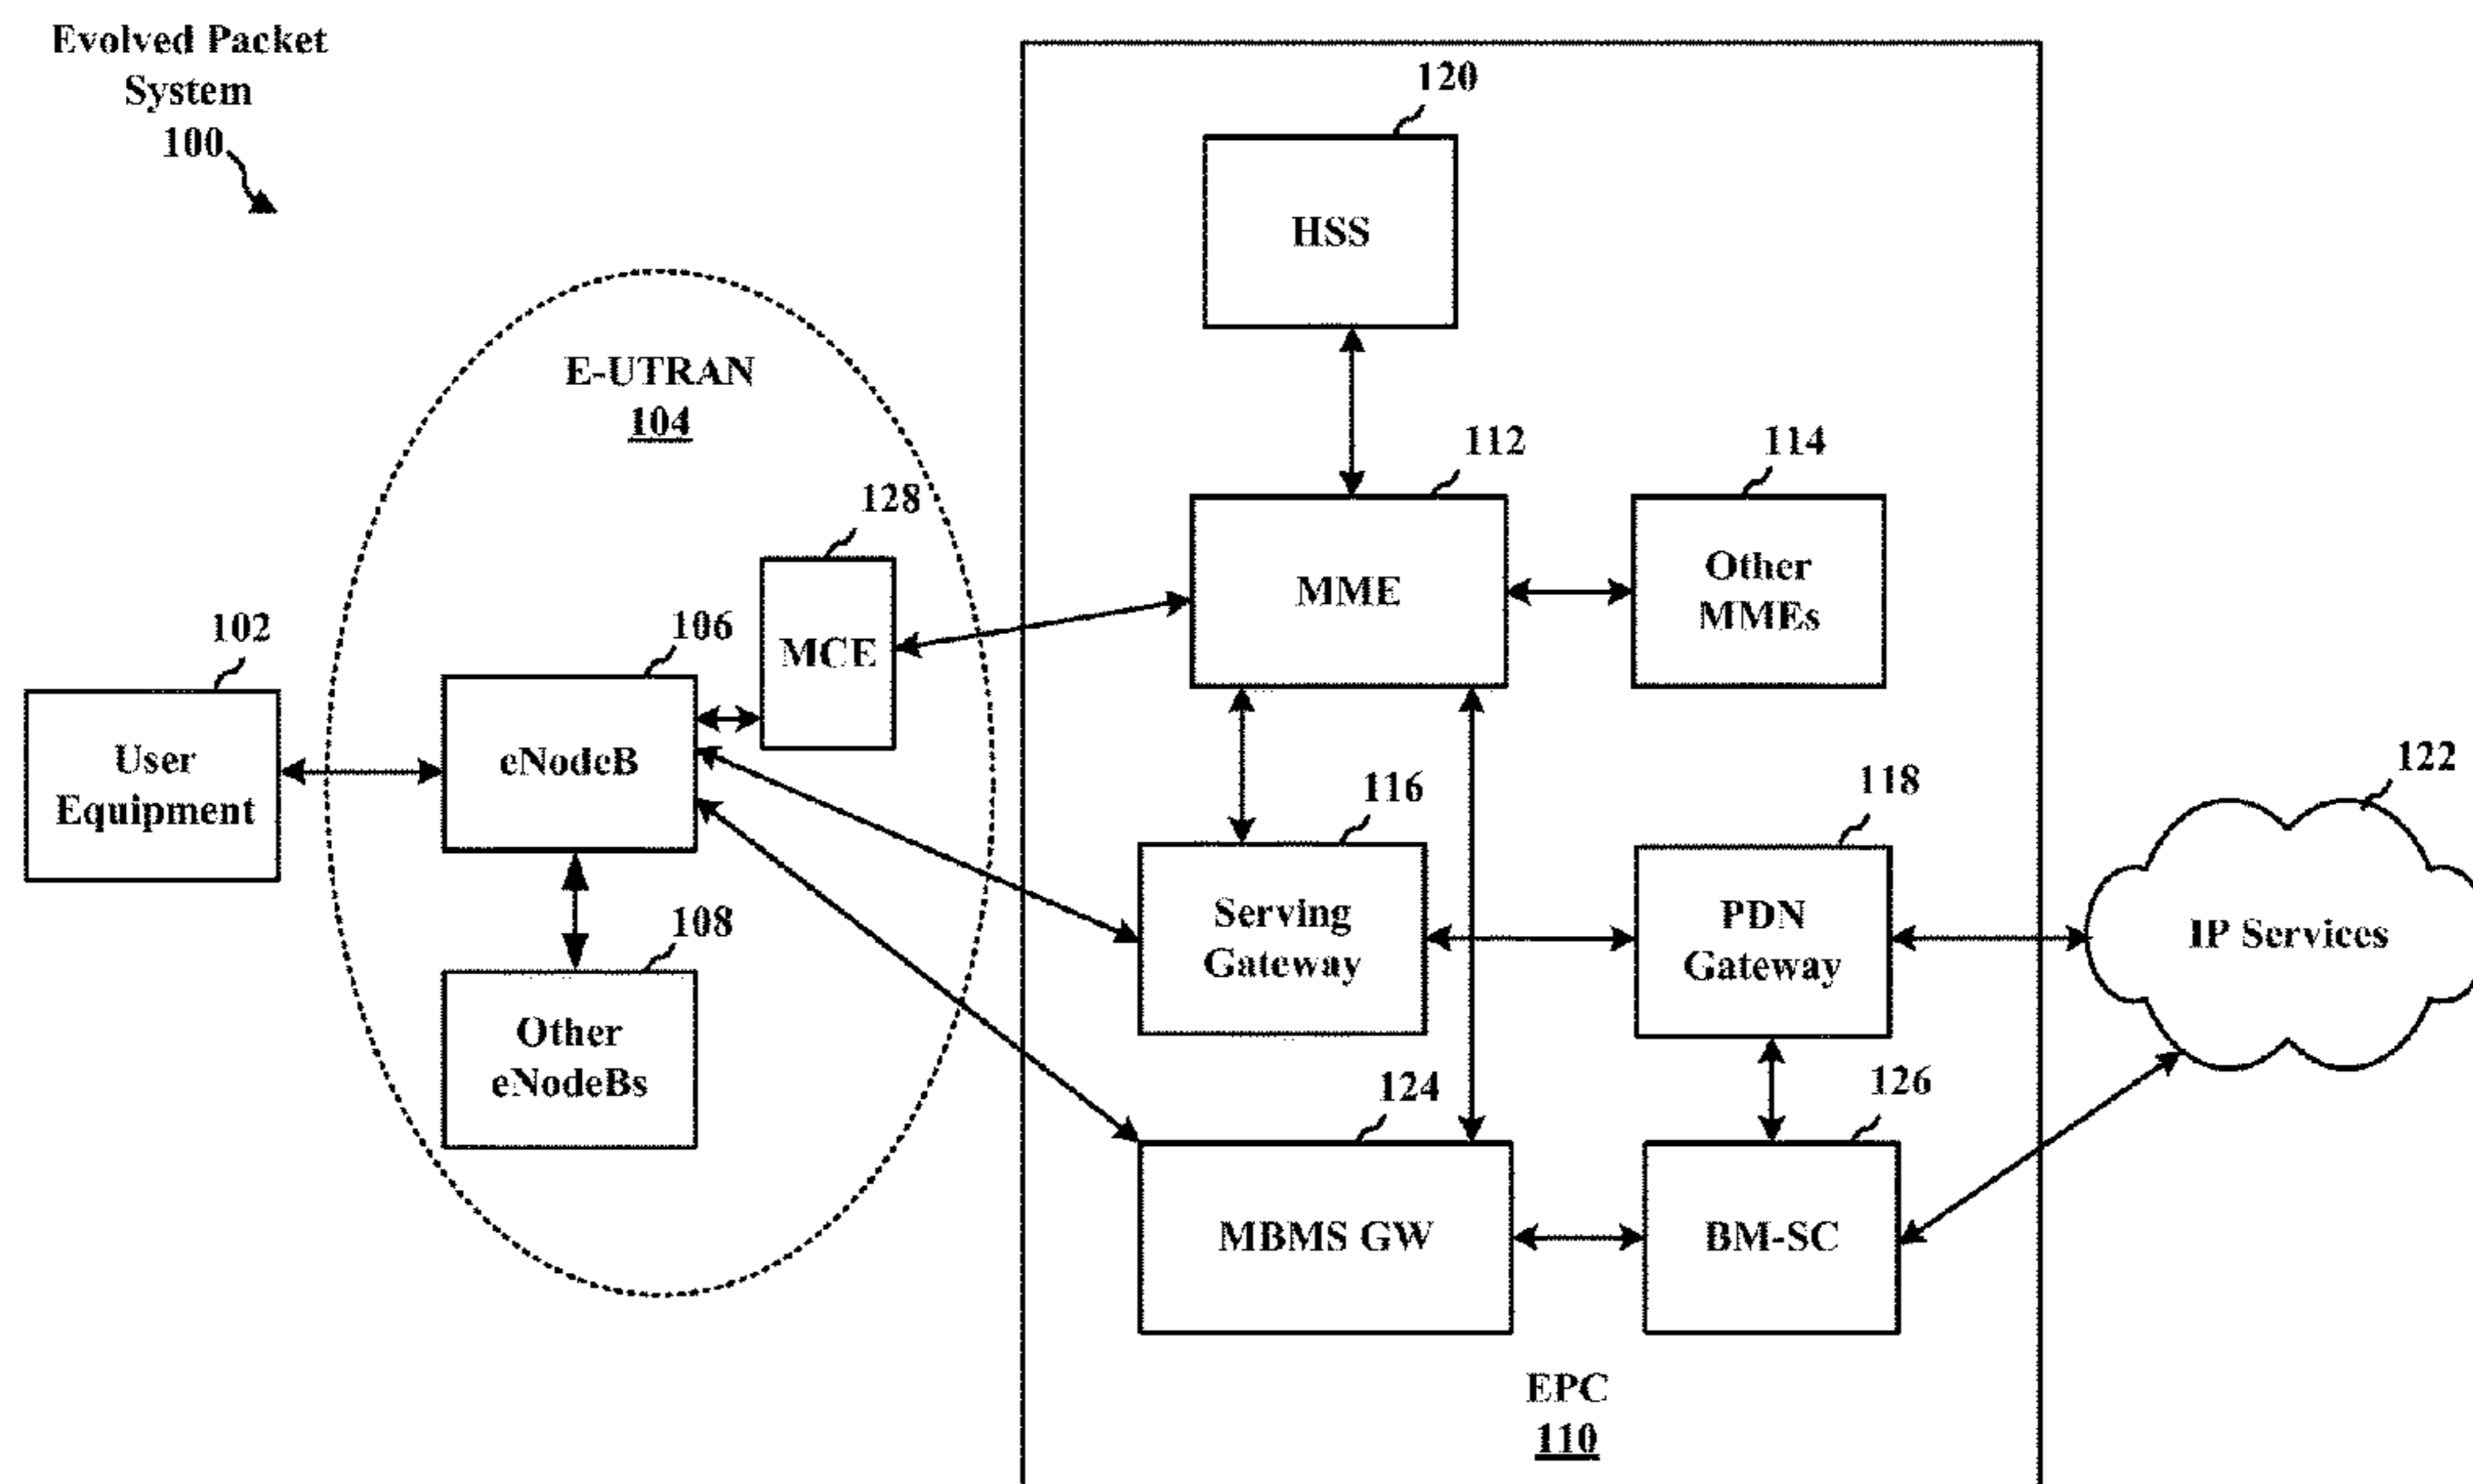 Evolved Packet
System
100
120
HSS
E-UTRAN
104
112
114
128
MME
Other
MMEs
102
106
MCE
User
Equipment
eNodeB
116
118
122
108
Serving
Gateway
PDN
Gateway
IP Services
Other
eNodeBs
124
126
MBMS GW
BM-SC
EPC
110